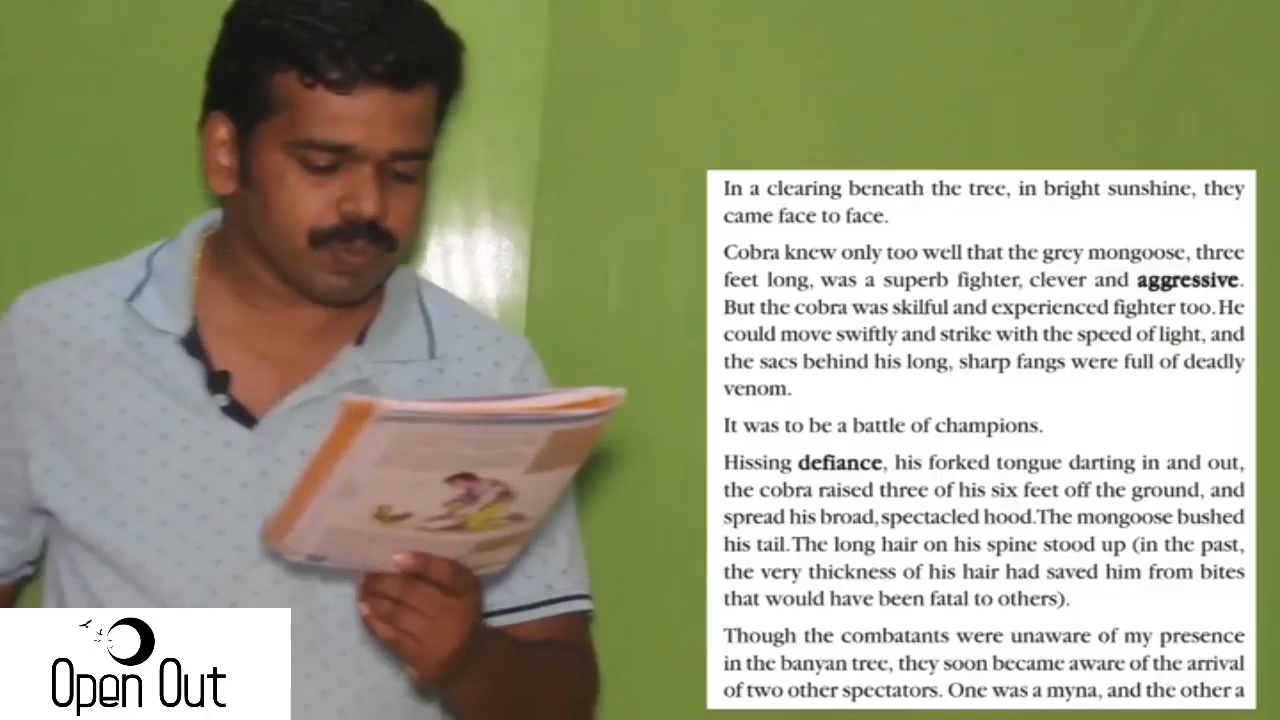 In a clearing beneath the tree, in bright sunshine, they
came face to face.
Cobra knew only too well that the grey mongoose, three
feet long, was a superb fighter, clever and aggressive.
But the cobra was skilful and experienced fighter too. He
could move swiftly and strike with the speed of light, and
the sacs behind his long, sharp fangs were full of deadly
venom.
It was to be a battle of champions.
Hissing defiance, his forked tongue darting in and out,
the cobra raised three of his six feet off the ground, and
spread his broad, spectacled hood. The mongoose bushed
his tail. The long hair on his spine stood up (in the past,
the very thickness of his hair had saved him from bites
that would have been fatal to others).
Though the combatants were unaware of my presence
in the banyan tree, they soon became aware of the arrival
of two other spectators. One was a myna, and the other a
Open Out